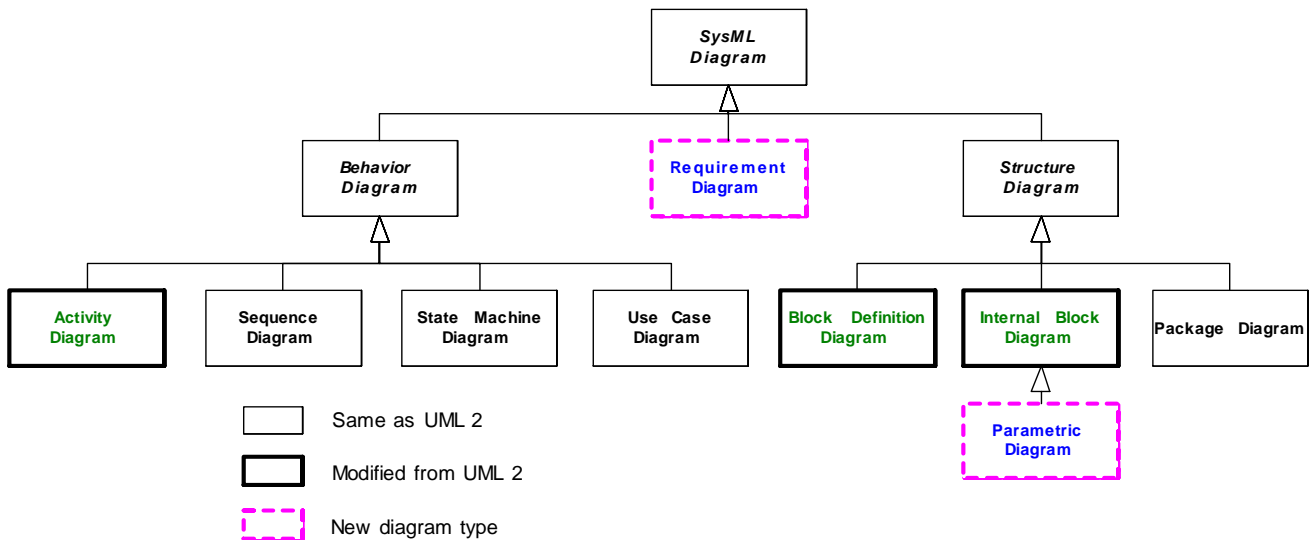 SysML
Diagram
Behavior
Diagram
Requirement
Diagram
Structure
Diagram
Activity
Diagram
Sequence
Diagram
State Machine
Diagram
Use Case
Diagram
Block Definition
Diagram
Internal Block
Diagram
Package Diagram
Parametric
Diagram
Same as UML 2
Modified from UML 2
New diagram type